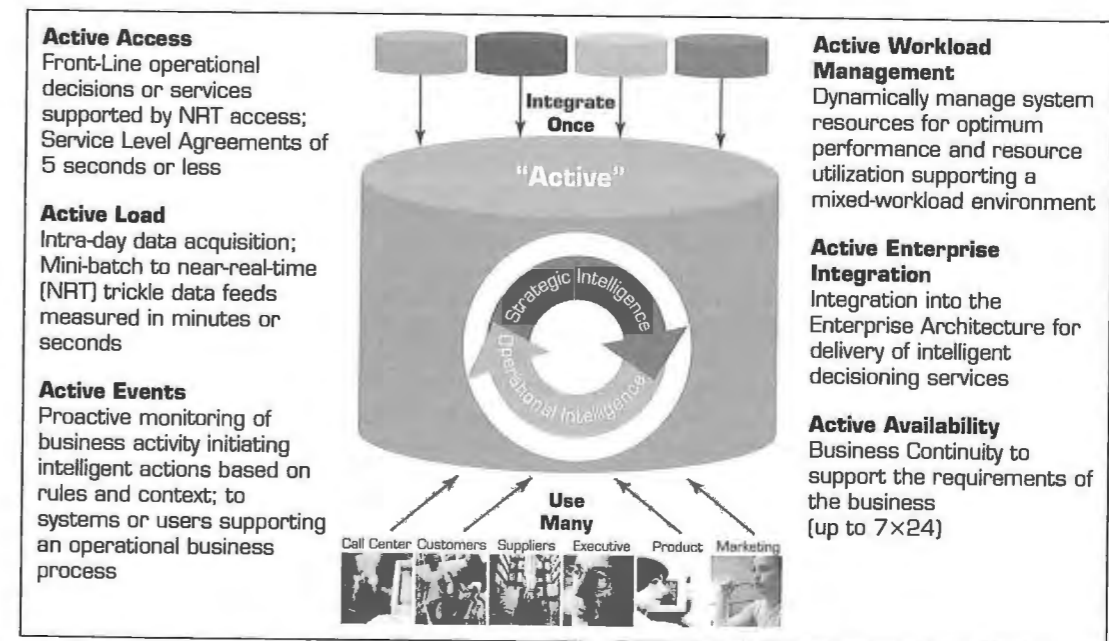 Active Access
Front-Line operational
decisions or services
supported by NRT access;
Service Level Agreements of
5 seconds or less
Active Load
Intra-day data acquisition;
Mini-batch to near-real-time
(NRT) trickle data feeds
measured in minutes or
seconds
Active Events
Proactive monitoring of
business activity initiating
intelligent actions based on
rules and context; to
systems or users supporting
an operational business
process
Integrate
Once
"Active"
Strategic Intelligence
Operational Intelligence
Use
Many
Call Center Customers Suppliers Executive Product Marketing
Active Workload
Management
Dynamically manage system
resources for optimum
performance and resource
utilization supporting a
mixed-workload environment
Active Enterprise
Integration
Integration into the
Enterprise Architecture for
delivery of intelligent
decisioning services
Active Availability
Business Continuity to
support the requirements of
the business
(up to 7×24)